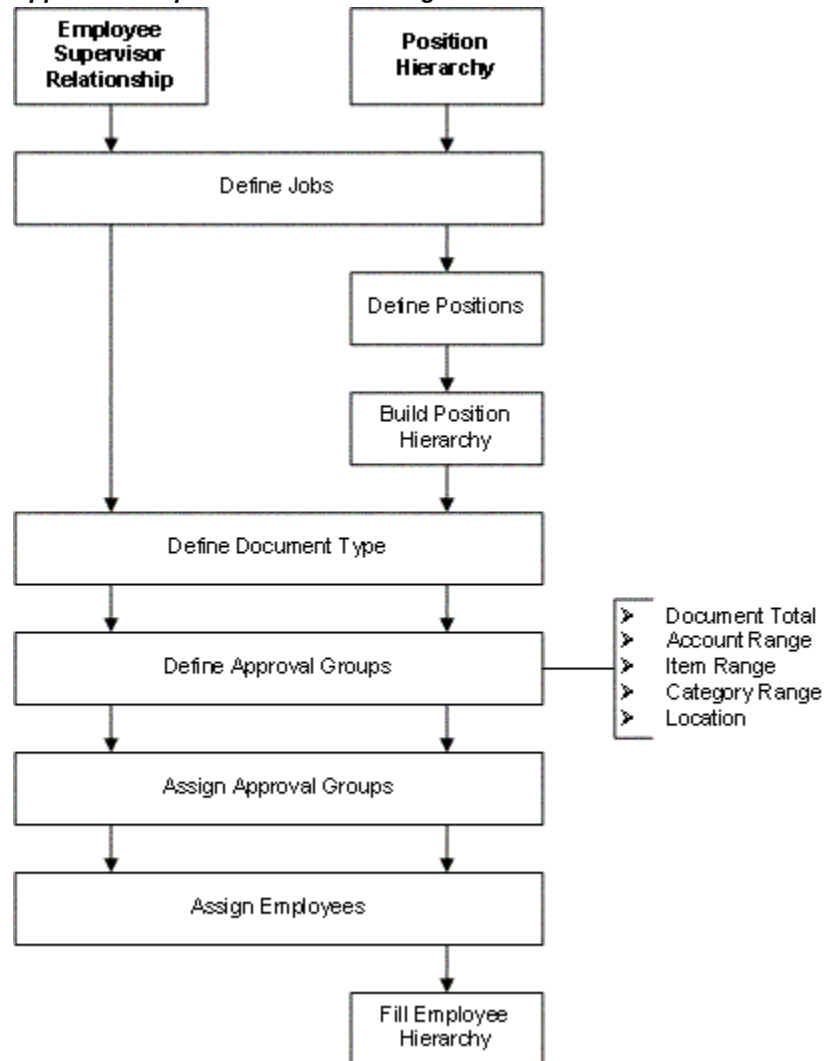 Employee
Supervisor
Relationship
Position
Hierarchy
Define Jobs
Define Positions
Build Position
Hierarchy
Define Document Type
Define Approval Groups
Document Total
Account Range
Item Range
Category Range
Location
Assign Approval Groups
Assign Employees
Fill Employee
Hierarchy